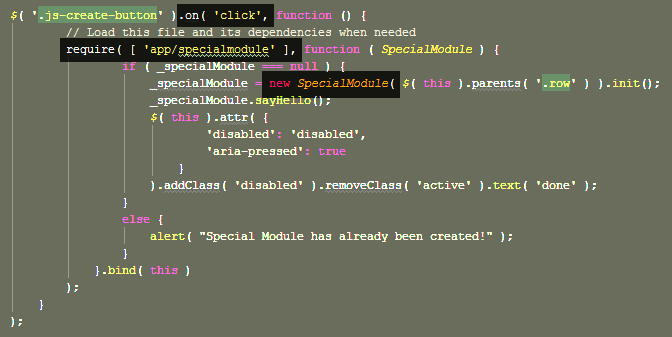 $( '.js-create-button' ).on( 'click', function () {
// Load this file and its dependencies when needed
require( [ 'app/specialmodule' ], function ( SpecialModule ) {
if ( _specialModule === null ) {
_specialModule = new SpecialModule( $( this ).parents( '.row' ) ).init();
_specialModule.sayHello();
$( this ).attr( {
'disabled': 'disabled',
'aria-pressed': true
}
).addClass( 'disabled' ).removeClass( 'active' ).text( 'done' );
}
else {
alert( "Special Module has already been created!" );
}
}.bind( this )
);
}
);